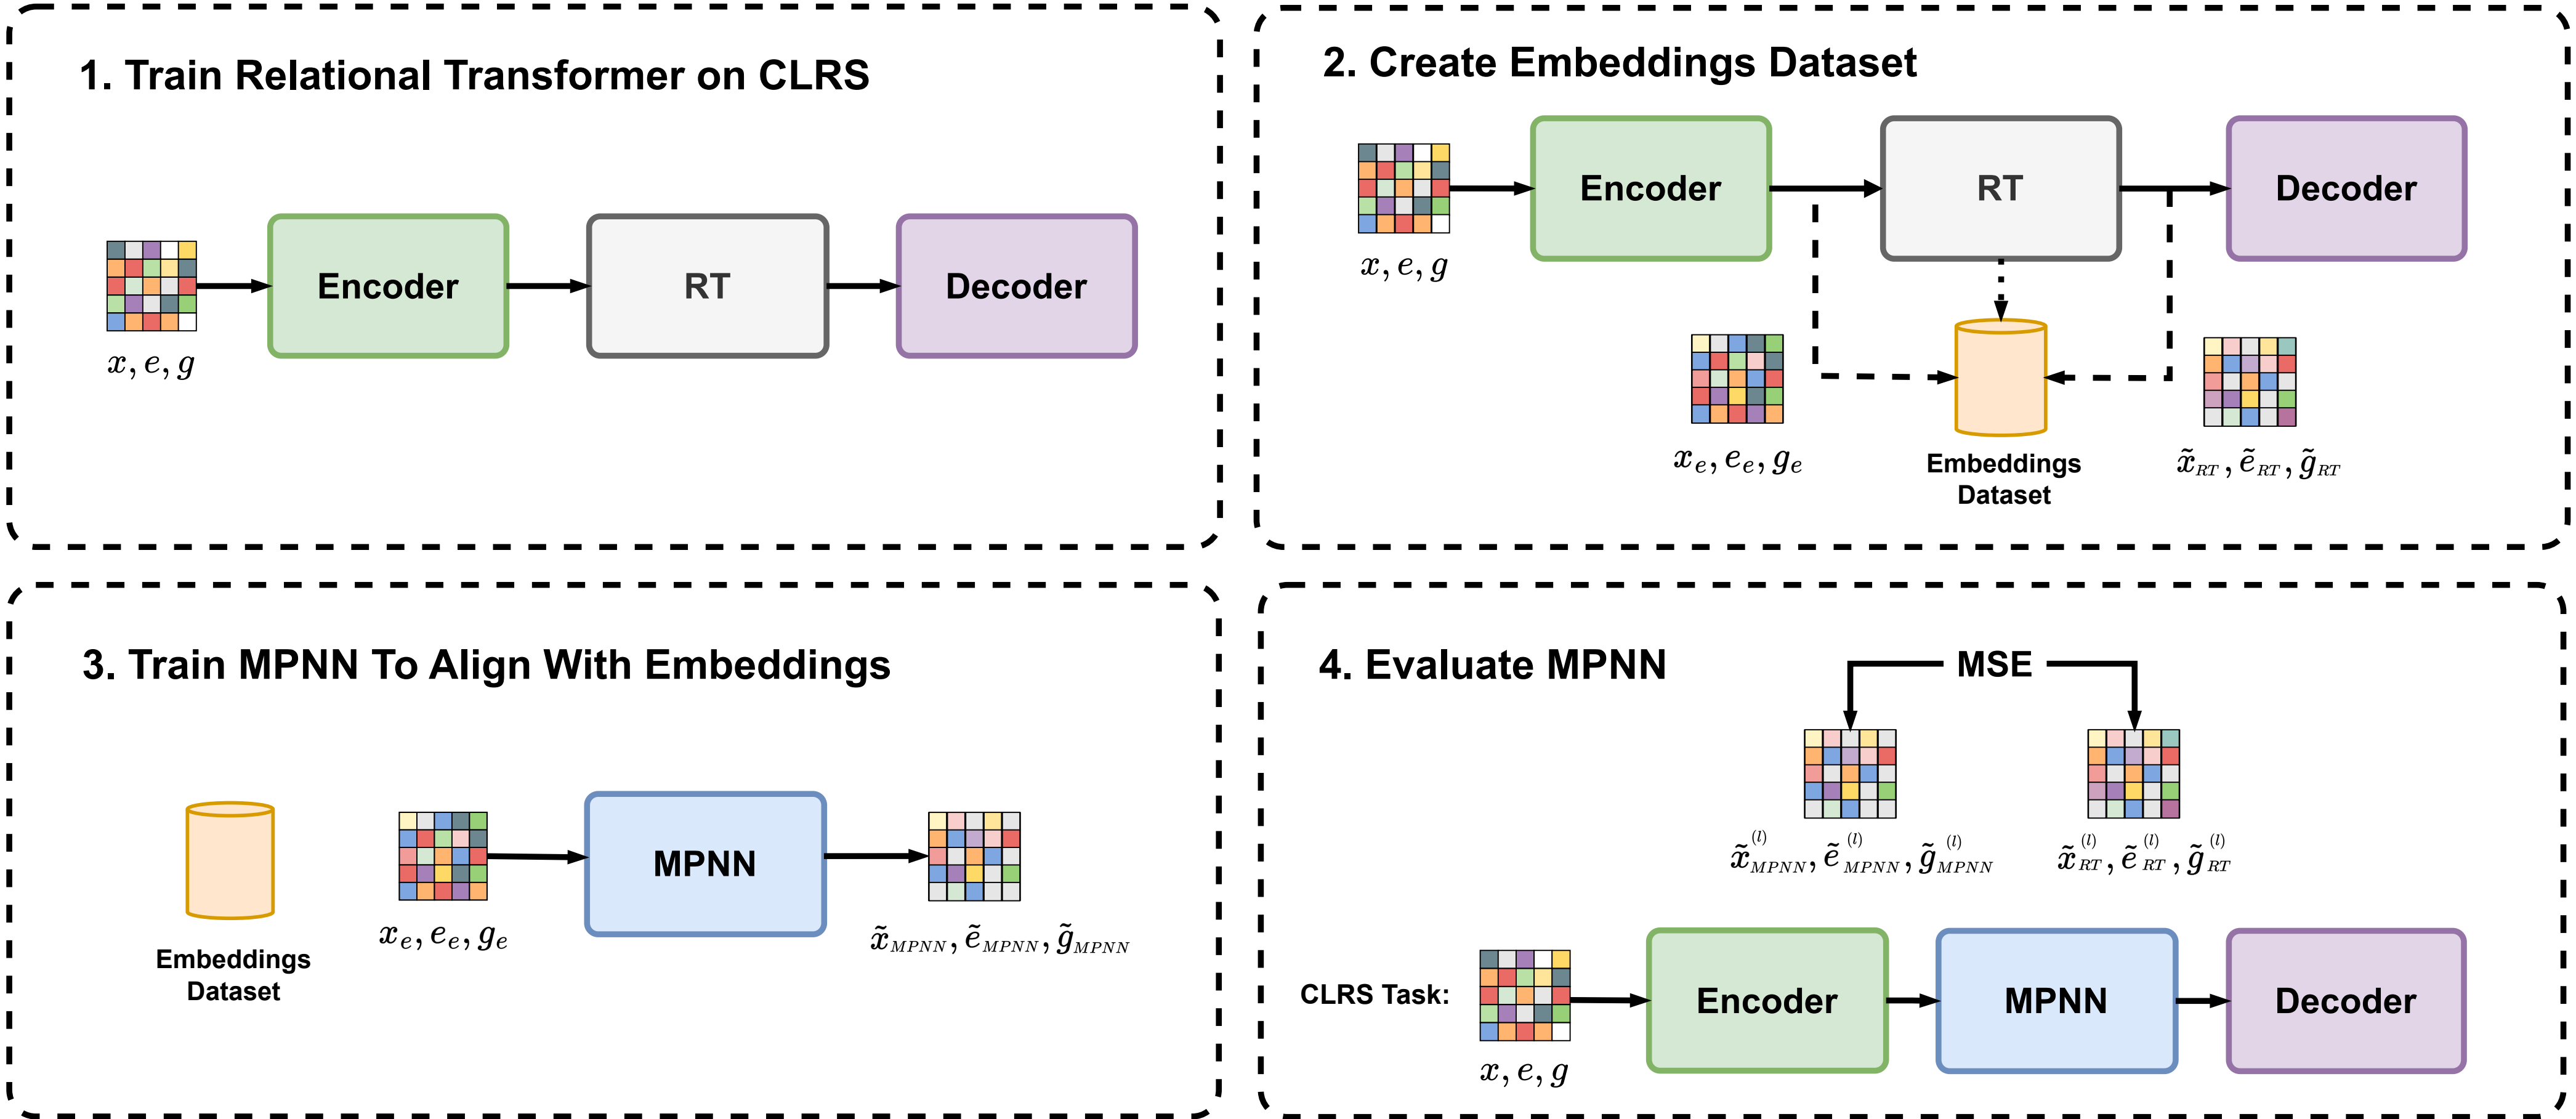 1. Train Relational Transformer on CLRS
x, e, g
Encoder
RT
Decoder
2. Create Embeddings Dataset
x, e, g
Encoder
RT
Decoder
x_e, e_e, g_e
Embeddings
Dataset
x̃_RT, ẽ_RT, g̃_RT
3. Train MPNN To Align With Embeddings
Embeddings
Dataset
x_e, e_e, g_e
MPNN
x̃_MPNN, ẽ_MPNN, g̃_MPNN
4. Evaluate MPNN
MSE
x̃_MPNN^(l), ẽ_MPNN^(l), g̃_MPNN^(l)
x̃_RT^(l), ẽ_RT^(l), g̃_RT^(l)
CLRS Task:
x, e, g
Encoder
MPNN
Decoder